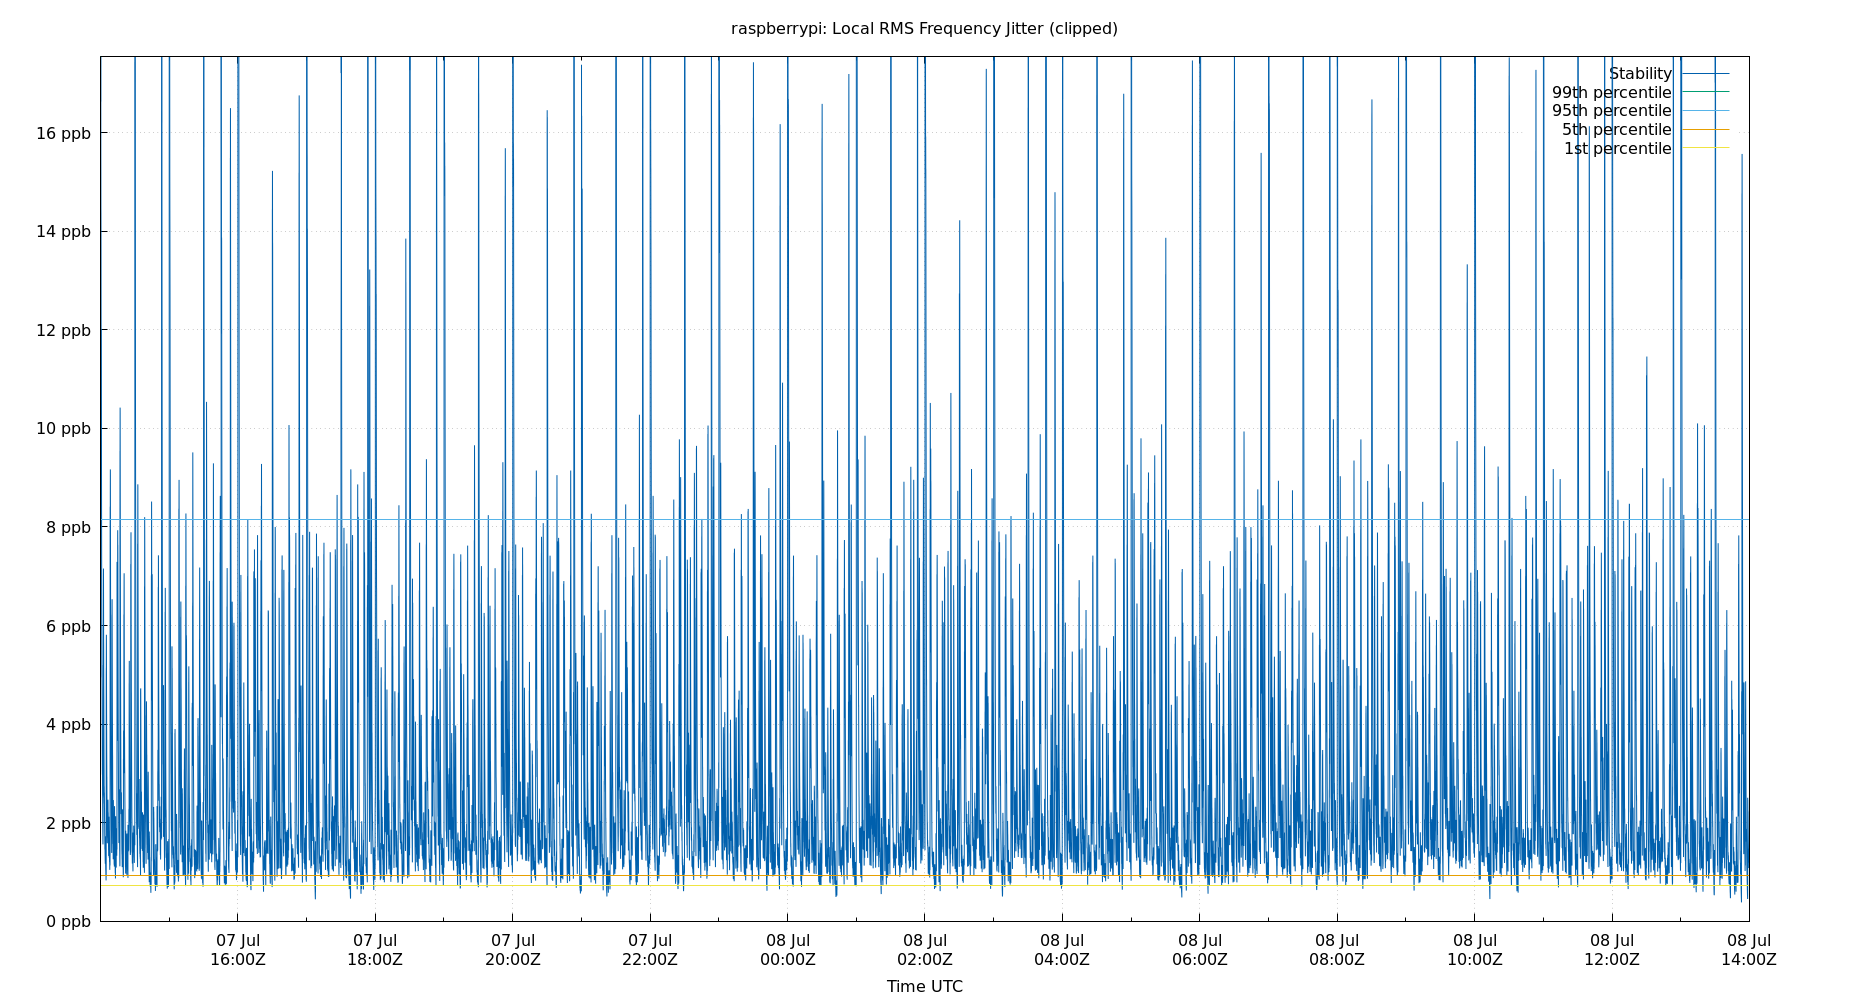 raspberrypi: Local RMS Frequency Jitter (clipped)
Stability
99th percentile
95th percentile
5th percentile
1st percentile
16 ppb
14 ppb
12 ppb
10 ppb
8 ppb
6 ppb
4 ppb
2 ppb
0 ppb
07 Jul 07 Jul 07 Jul 07 Jul 08 Jul 08 Jul 08 Jul 08 Jul 08 Jul 08 Jul 08 Jul 08 Jul
16:00Z 18:00Z 20:00Z 22:00Z 00:00Z 02:00Z 04:00Z 06:00Z 08:00Z 10:00Z 12:00Z 14:00Z
Time UTC